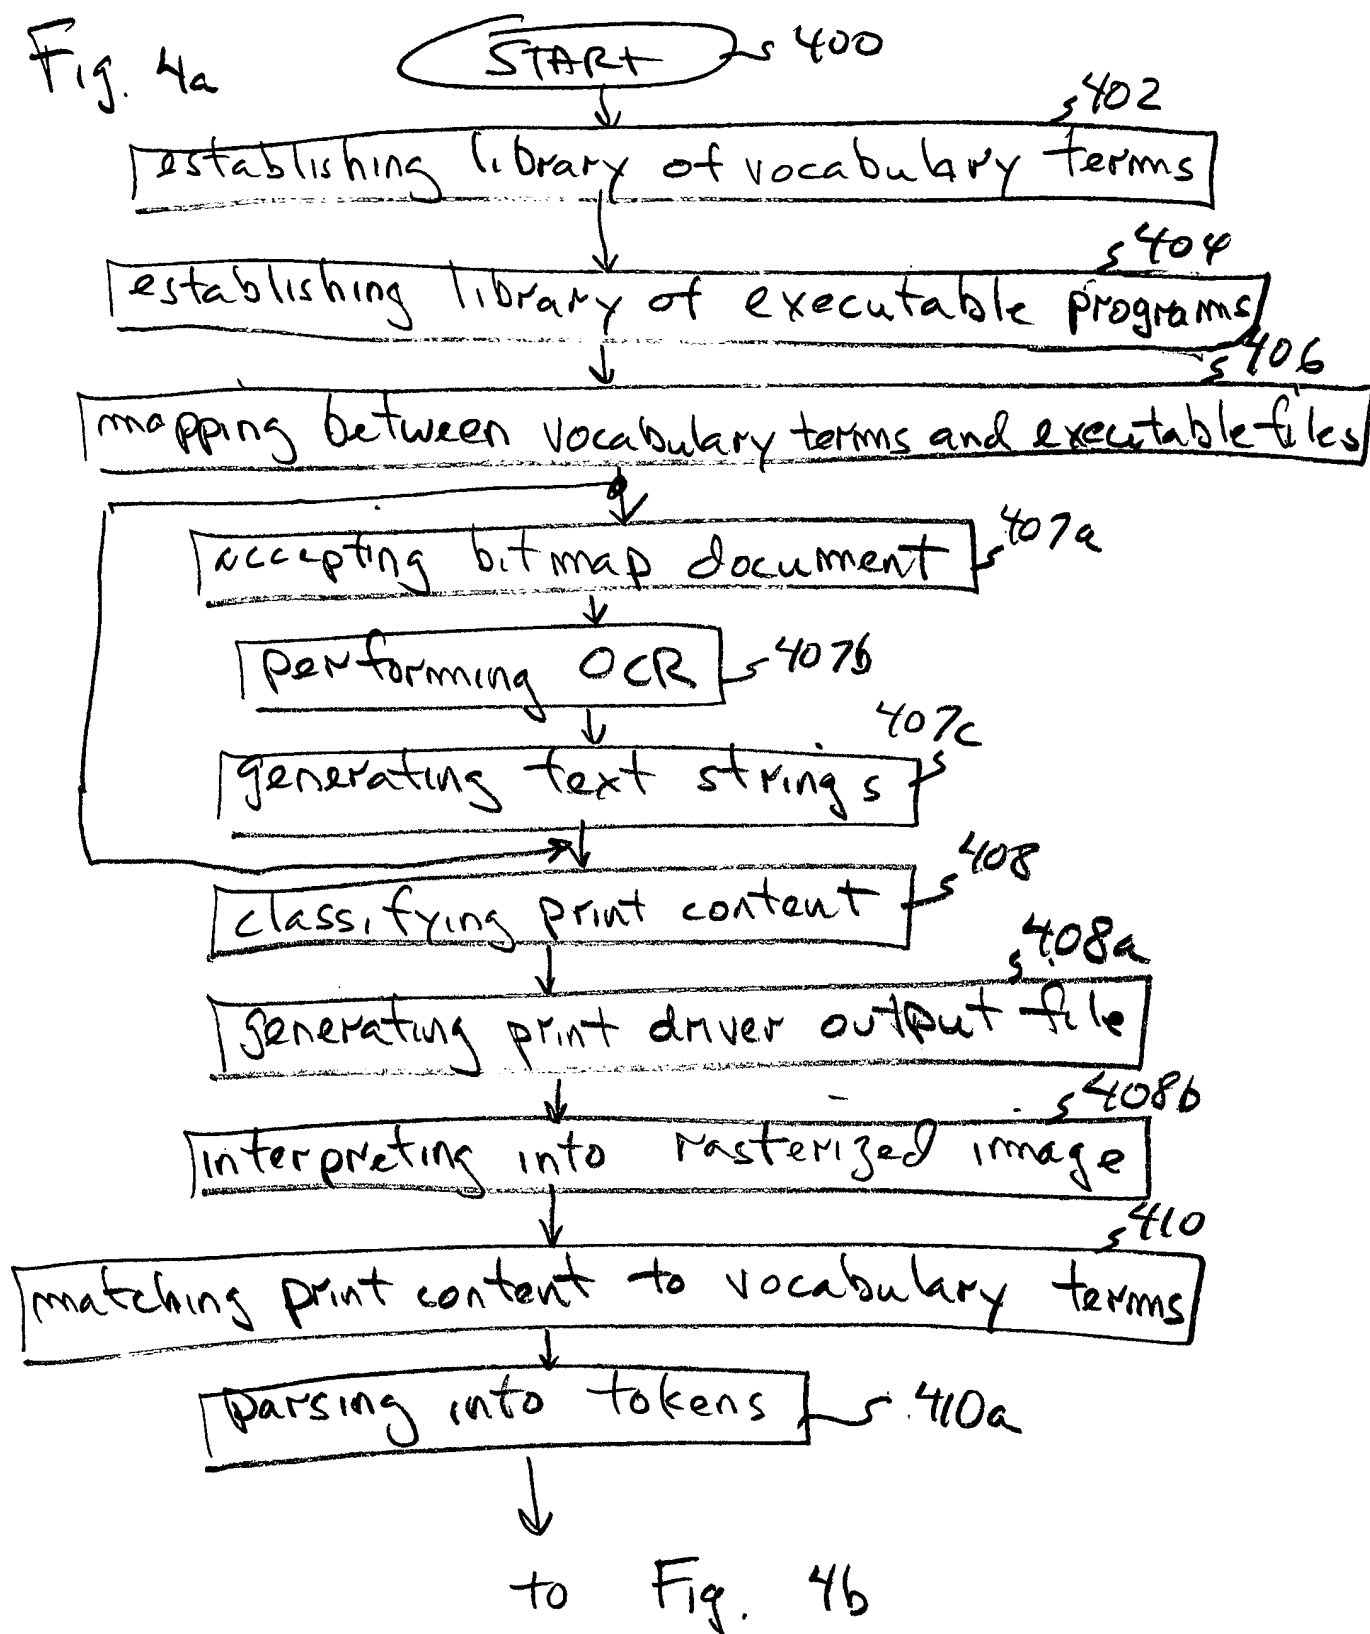 Fig. 4a
START 400
402
establishing library of vocabulary terms
404
establishing library of executable programs
406
mapping between vocabulary terms and executable files
accepting bitmap document 407a
performing OCR 407b
407c
generating text strings
408
classifying print content
408a
generating print driver output file
408b
interpreting into rasterized image
410
matching print content to vocabulary terms
parsing into tokens 410a
to Fig. 4b